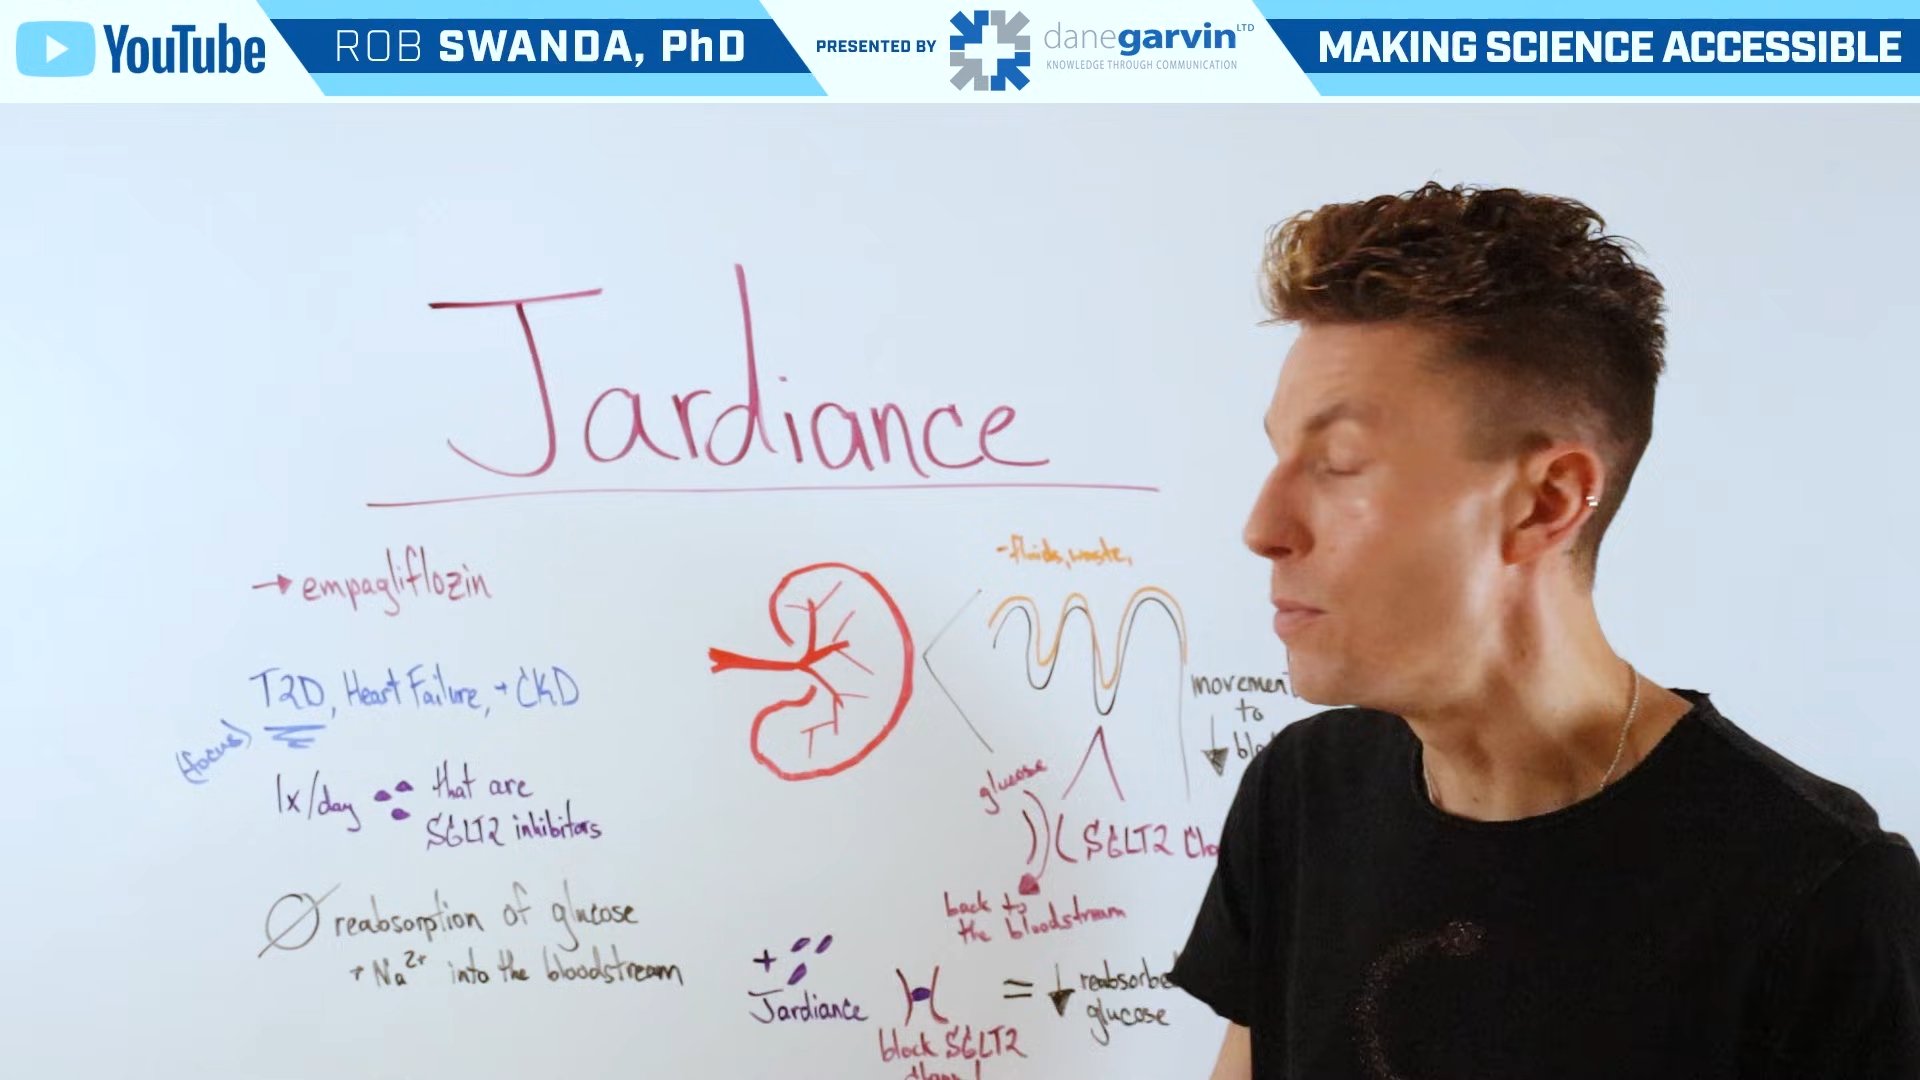 YouTube
ROB SWANDA, PhD
PRESENTED BY
danegarvin LTD
KNOWLEDGE THROUGH COMMUNICATION
MAKING SCIENCE ACCESSIBLE
Jardiance
→ empagliflozin
T2D, Heart Failure, + CKD
(focus)
1x/day that are
SGLT2 inhibitors
reabsorption of glucose
+ Na2+ into the bloodstream
- fluids, waste,
movement
to
glucose
SGLT2
back to
the bloodstream
+
Jardiance
= ↓ reabsorbed
glucose
block SGLT2